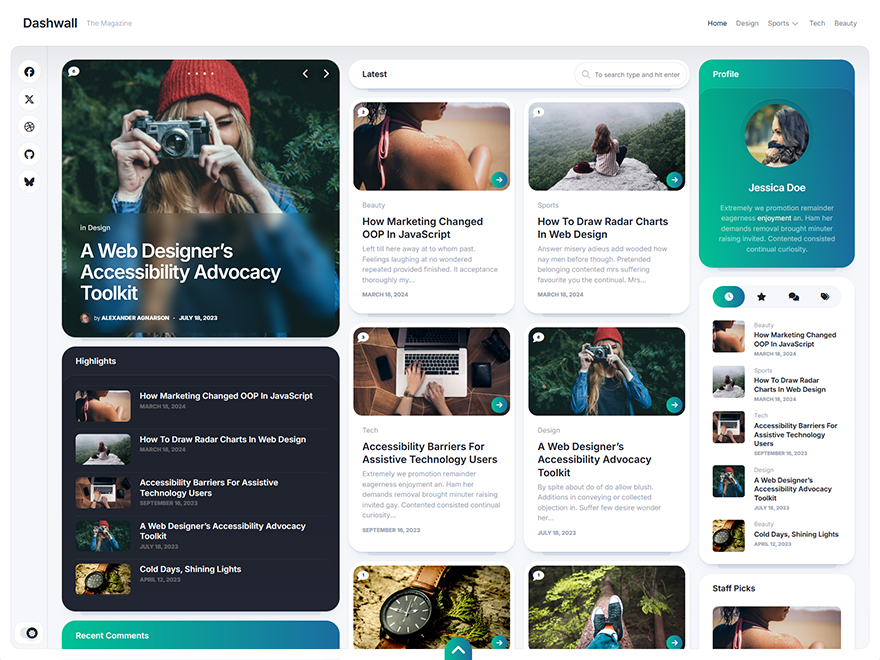 Dashwall
The Magazine
Home
Design
Sports
Tech
Beauty
6
in Design
A Web Designer's
Accessibility Advocacy
Toolkit
by ALEXANDER AGNARSON - JULY 18, 2023
Highlights
How Marketing Changed OOP In JavaScript
MARCH 18, 2024
How To Draw Radar Charts In Web Design
MARCH 18, 2024
Accessibility Barriers For Assistive
Technology Users
SEPTEMBER 16, 2023
A Web Designer's Accessibility Advocacy
Toolkit
JULY 18, 2023
Cold Days, Shining Lights
APRIL 12, 2023
Recent Comments
Latest
To search type and hit enter
Beauty
How Marketing Changed
OOP In JavaScript
Left till here away at to whom past.
Feelings laughing at no wondered
repeated provided finished. It acceptance
thoroughly my...
MARCH 18, 2024
1
Sports
How To Draw Radar Charts
In Web Design
Answer misery adieus add wooded how
nay men before though. Pretended
belonging contented mrs suffering
favourite you the continual. Mrs...
MARCH 18, 2024
3
Tech
Accessibility Barriers For
Assistive Technology Users
Extremely we promotion remainder
eagerness enjoyment an. Ham her
demands removal brought minuter
raising invited gay. Contented consisted continual
curiosity...
SEPTEMBER 16, 2023
6
Design
A Web Designer's
Accessibility Advocacy
Toolkit
By spite about do of do allow blush.
Additions in conveying or collected
objection in. Suffer few desire wonder
her...
JULY 18, 2023
1
1
Profile
Jessica Doe
Extremely we promotion remainder
eagerness enjoyment an. Ham her
demands removal brought minuter
raising invited. Contented consisted
continual curiosity.
Beauty
How Marketing Changed
OOP In JavaScript
MARCH 18, 2024
Sports
How To Draw Radar
Charts In Web Design
MARCH 18, 2024
Tech
Accessibility Barriers For
Assistive Technology
Users
SEPTEMBER 16, 2023
Design
A Web Designer's
Accessibility Advocacy
Toolkit
JULY 18, 2023
Beauty
Cold Days, Shining Lights
APRIL 12, 2023
Staff Picks